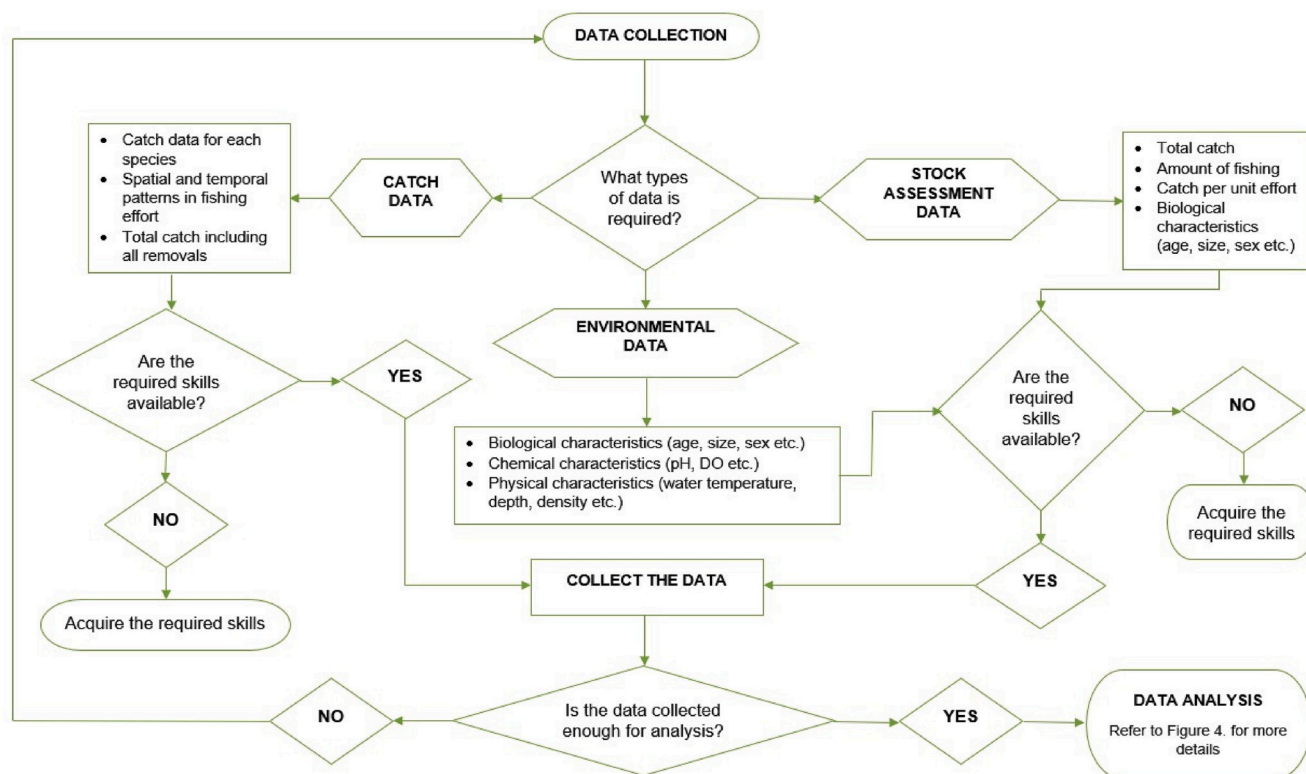 DATA COLLECTION
• Catch data for each
species
• Spatial and temporal
patterns in fishing
effort
• Total catch including
all removals
CATCH
DATA
What types
of data is
required?
STOCK
ASSESSMENT
DATA
• Total catch
• Amount of fishing
• Catch per unit effort
• Biological
characteristics
(age, size, sex etc.)
ENVIRONMENTAL
DATA
Are the
required skills
available?
YES
Are the
required
skills
available?
NO
• Biological characteristics (age, size, sex etc.)
• Chemical characteristics (pH, DO etc.)
• Physical characteristics (water temperature,
depth, density etc.)
NO
Acquire the
required skills
COLLECT THE DATA
YES
Acquire the required skills
NO
Is the data collected
enough for analysis?
YES
DATA ANALYSIS
Refer to Figure 4. for more
details